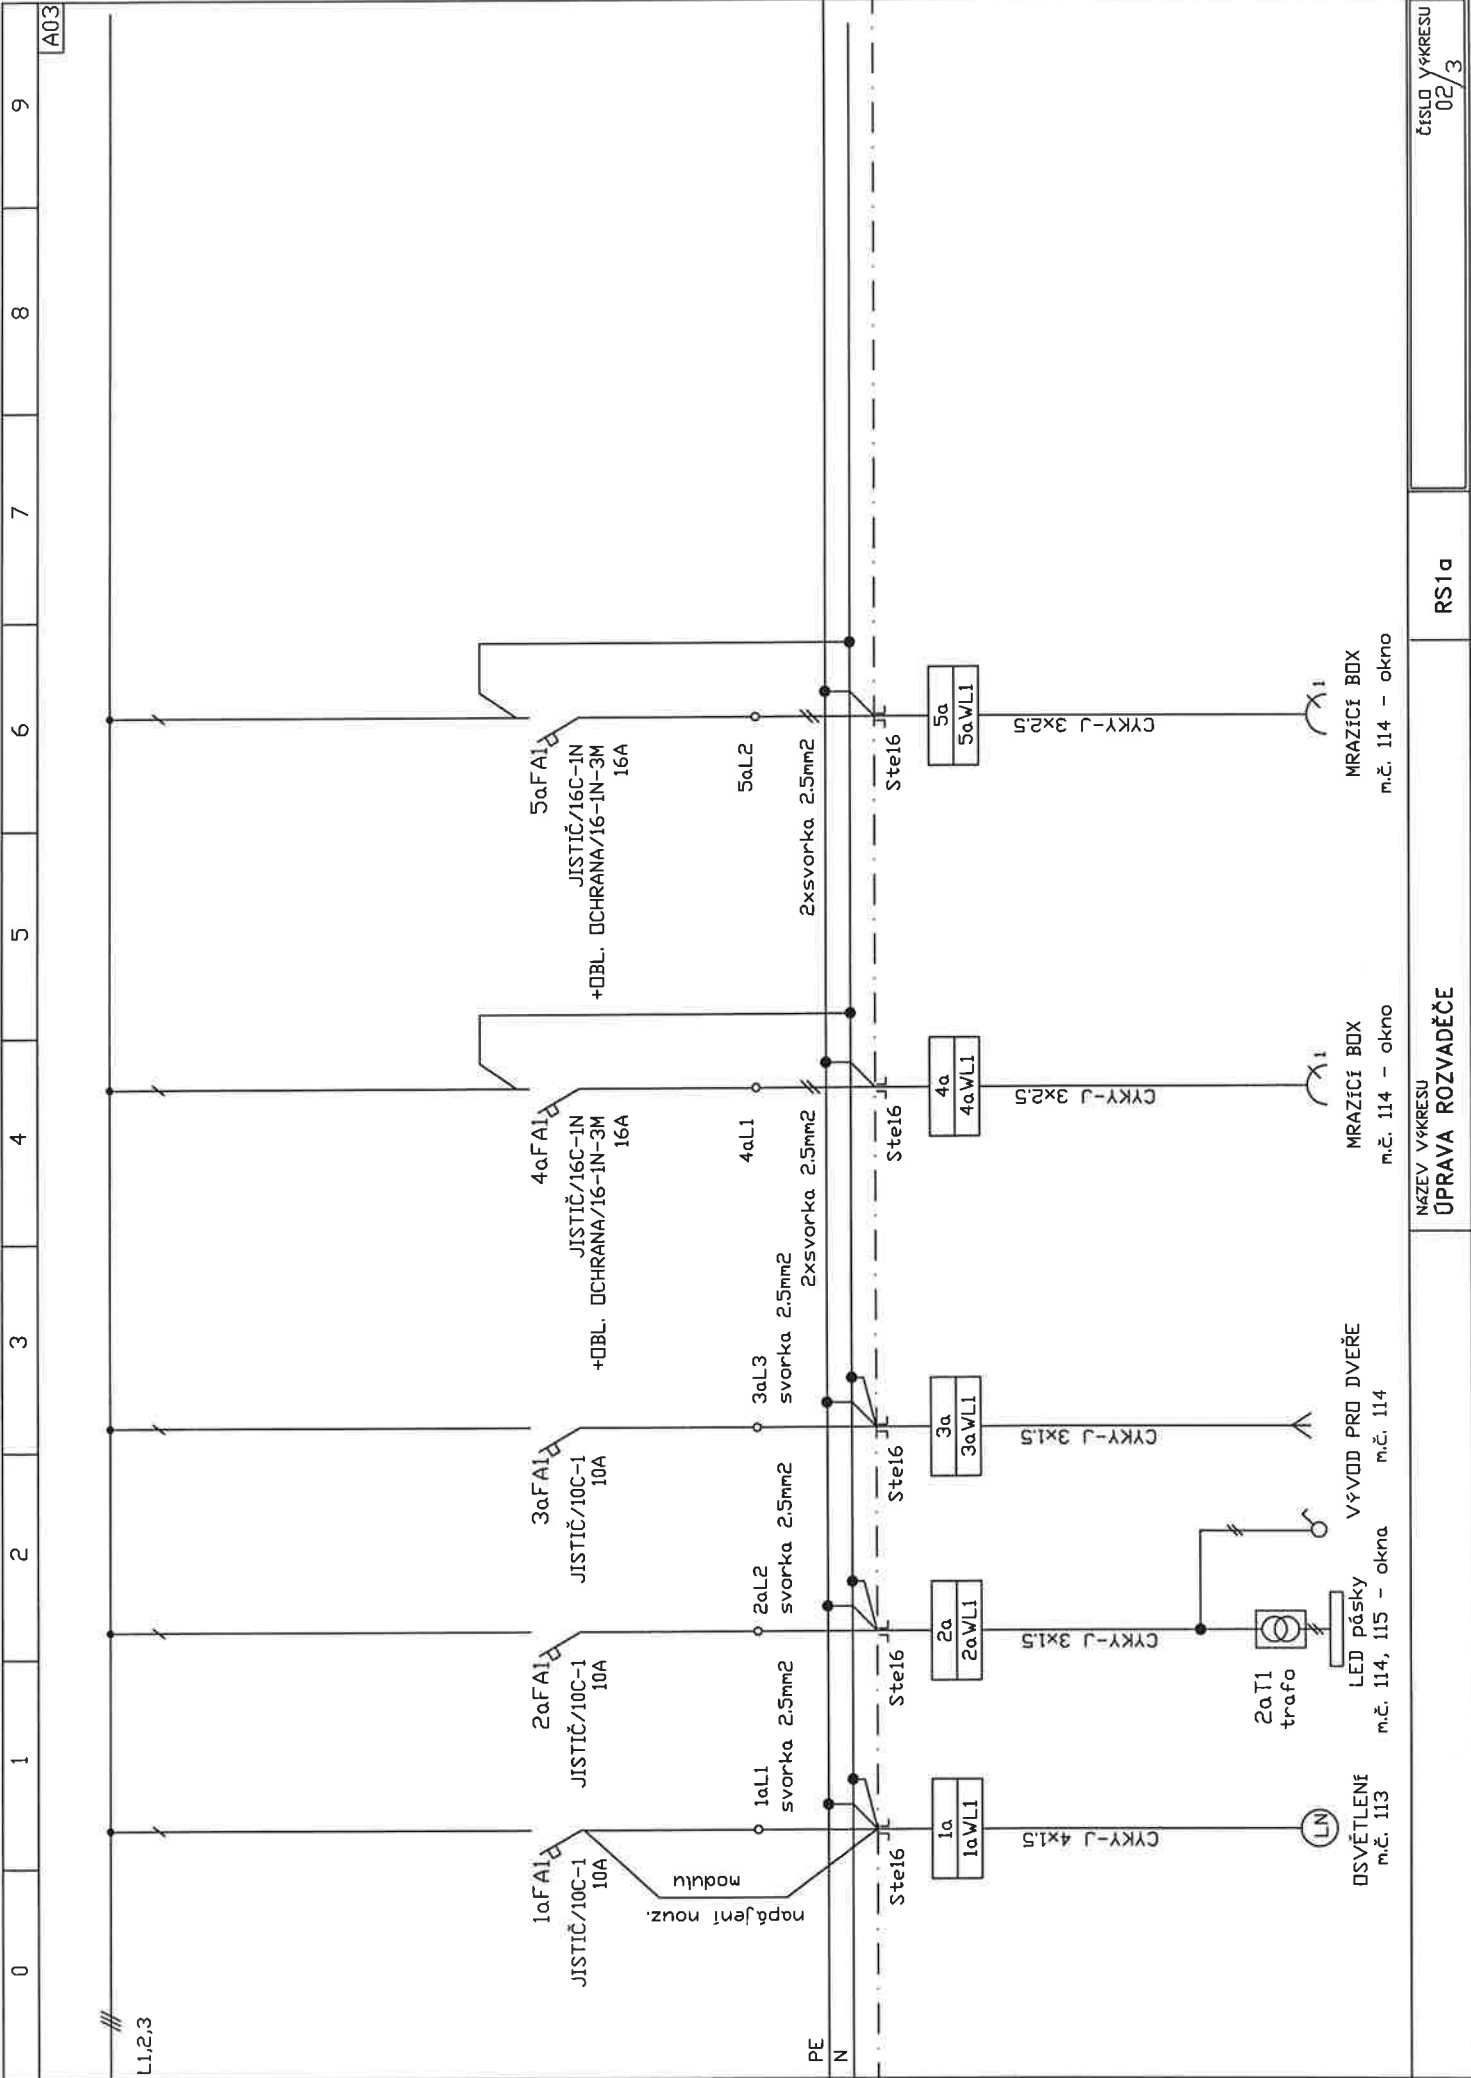 0 1 2 3 4 5 6 7 8 9
A03
L1,2,3
1aFA1
JISTIČ/10C-1
10A
napájení nouz.
modulu
1aL1
svorka 2.5mm2
2aFA1
JISTIČ/10C-1
10A
2aL2
svorka 2.5mm2
3aFA1
JISTIČ/10C-1
10A
3aL3
svorka 2.5mm2
4aFA1
JISTIČ/16C-1N
+OBL. OCHRANA/16-1N-3M
16A
4aL1
2xsvorka 2.5mm2
5aFA1
JISTIČ/16C-1N
+OBL. OCHRANA/16-1N-3M
16A
5aL2
2xsvorka 2.5mm2
PE
N
Ste16
Ste16
Ste16
Ste16
Ste16
1a
1aWL1
2a
2aWL1
3a
3aWL1
4a
4aWL1
5a
5aWL1
CYKY-J 4x1.5
CYKY-J 3x1.5
CYKY-J 3x1.5
CYKY-J 3x2.5
CYKY-J 3x2.5
LN
OSVĚTLENÍ
m.č. 113
2aT1
trafo
LED pásky
m.č. 114, 115 - okna
VÝVOD PRO DVEŘE
m.č. 114
1
MRAZÍCÍ BOX
m.č. 114 - okno
1
MRAZÍCÍ BOX
m.č. 114 - okno
NÁZEV VÝKRESU
ÚPRAVA ROZVADĚČE
RS1a
ČÍSLO VÝKRESU
02/3